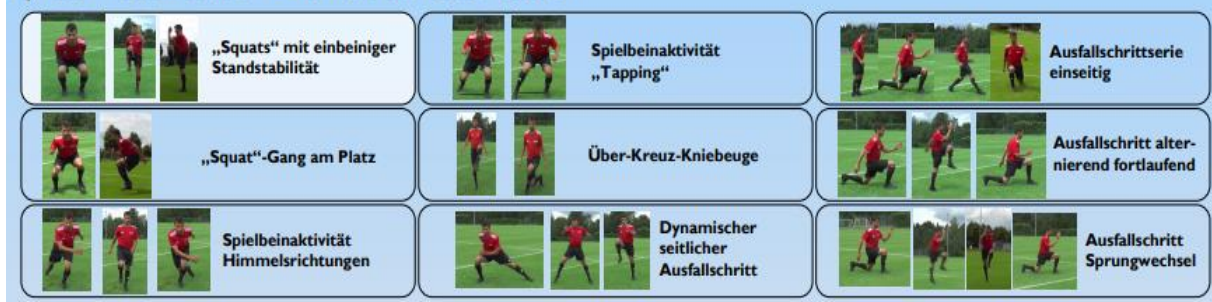 „Squats“ mit einbeiniger
Standstabilität
Spielbeinaktivität
„Tapping“
Ausfallschrittserie
einseitig
„Squat“-Gang am Platz
Über-Kreuz-Kniebeuge
Ausfallschritt alter-
nierend fortlaufend
Spielbeinaktivität
Himmelsrichtungen
Dynamischer
seitlicher
Ausfallschritt
Ausfallschritt
Sprungwechsel